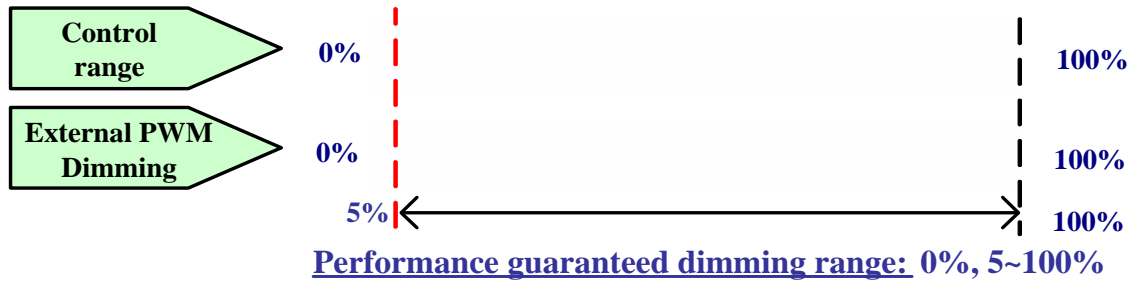 Control
range
0%
100%
External PWM
Dimming
0%
100%
5%
100%
Performance guaranteed dimming range: 0%, 5~100%